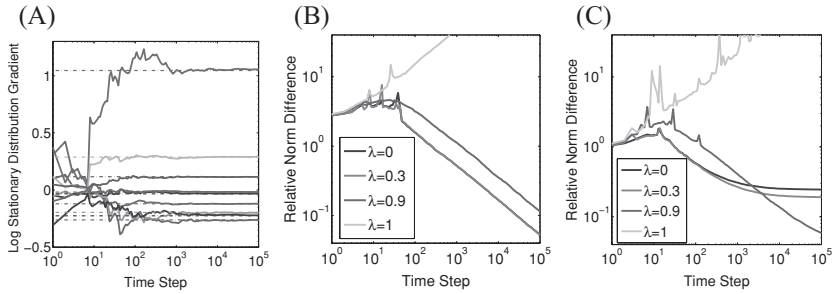 (A)
(B)
(C)
Log Stationary Distribution Gradient
1
0.5
0
−0.5
10^0 10^1 10^2 10^3 10^4 10^5
Time Step
Relative Norm Difference
10^1
10^0
10^−1
λ=0
λ=0.3
λ=0.9
λ=1
10^0 10^1 10^2 10^3 10^4 10^5
Time Step
Relative Norm Difference
10^1
10^0
10^−1
λ=0
λ=0.3
λ=0.9
λ=1
10^0 10^1 10^2 10^3 10^4 10^5
Time Step